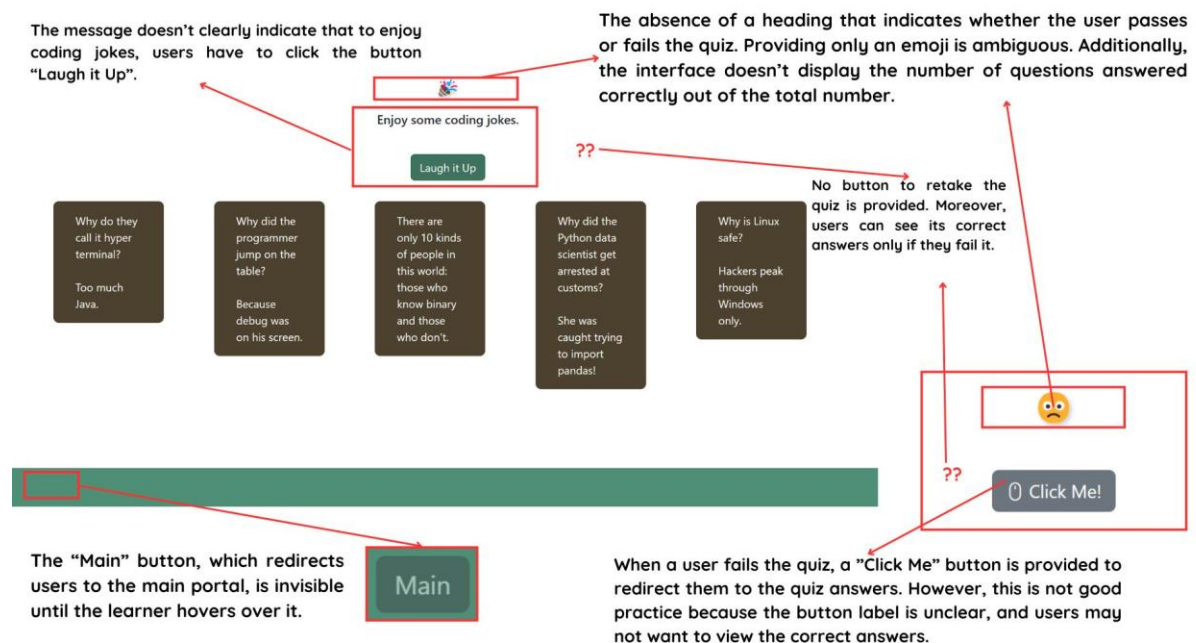 The message doesn’t clearly indicate that to enjoy
coding jokes, users have to click the button
“Laugh it Up”.
The absence of a heading that indicates whether the user passes
or fails the quiz. Providing only an emoji is ambiguous. Additionally,
the interface doesn’t display the number of questions answered
correctly out of the total number.
Enjoy some coding jokes.
Laugh it Up
??
No button to retake the
quiz is provided. Moreover,
users can see its correct
answers only if they fail it.
Why do they
call it hyper
terminal?
Too much
Java.
Why did the
programmer
jump on the
table?
Because
debug was
on his screen.
There are
only 10 kinds
of people in
this world:
those who
know binary
and those
who don't.
Why did the
Python data
scientist get
arrested at
customs?
She was
caught trying
to import
pandas!
Why is Linux
safe?
Hackers peak
through
Windows
only.
??
Click Me!
The “Main” button, which redirects
users to the main portal, is invisible
until the learner hovers over it.
Main
When a user fails the quiz, a ”Click Me” button is provided to
redirect them to the quiz answers. However, this is not good
practice because the button label is unclear, and users may
not want to view the correct answers.